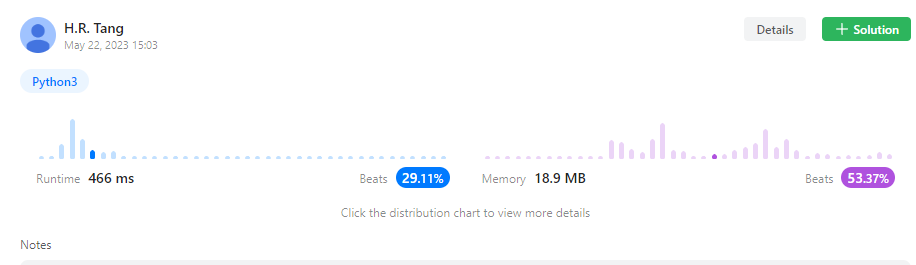 H.R. Tang
May 22, 2023 15:03
Details
+ Solution
Python3
Runtime 466 ms Beats 29.11%
Memory 18.9 MB Beats 53.37%
Click the distribution chart to view more details
Notes